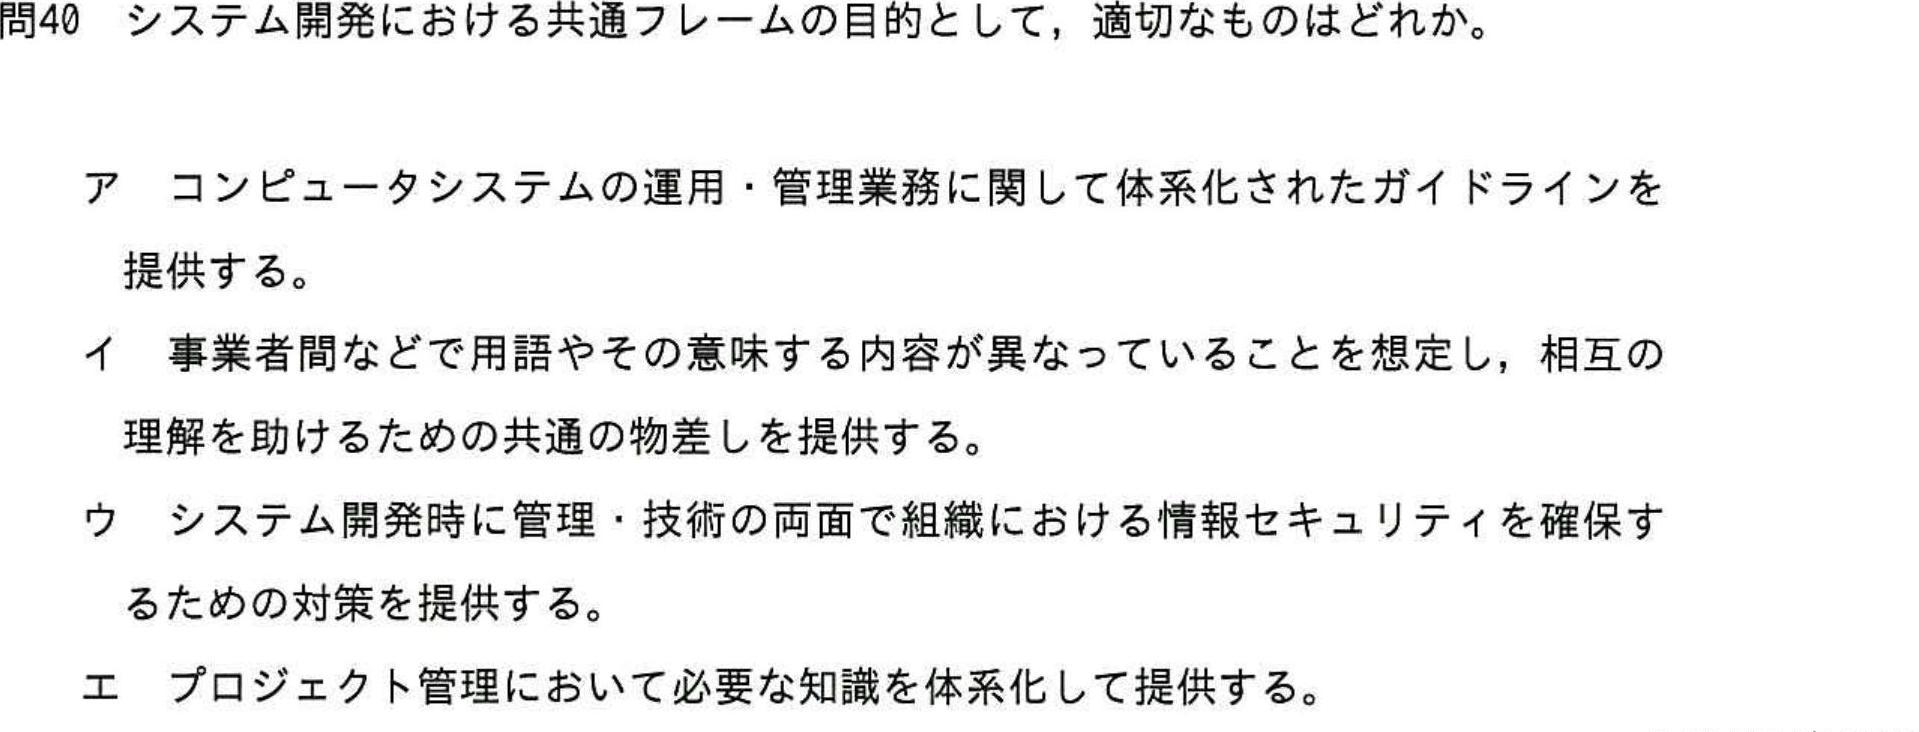 問40 システム開発における共通フレームの目的として，適切なものはどれか。
ア コンピュータシステムの運用・管理業務に関して体系化されたガイドラインを
提供する。
イ 事業者間などで用語やその意味する内容が異なっていることを想定し，相互の
理解を助けるための共通の物差しを提供する。
ウ システム開発時に管理・技術の両面で組織における情報セキュリティを確保す
るための対策を提供する。
エ プロジェクト管理において必要な知識を体系化して提供する。